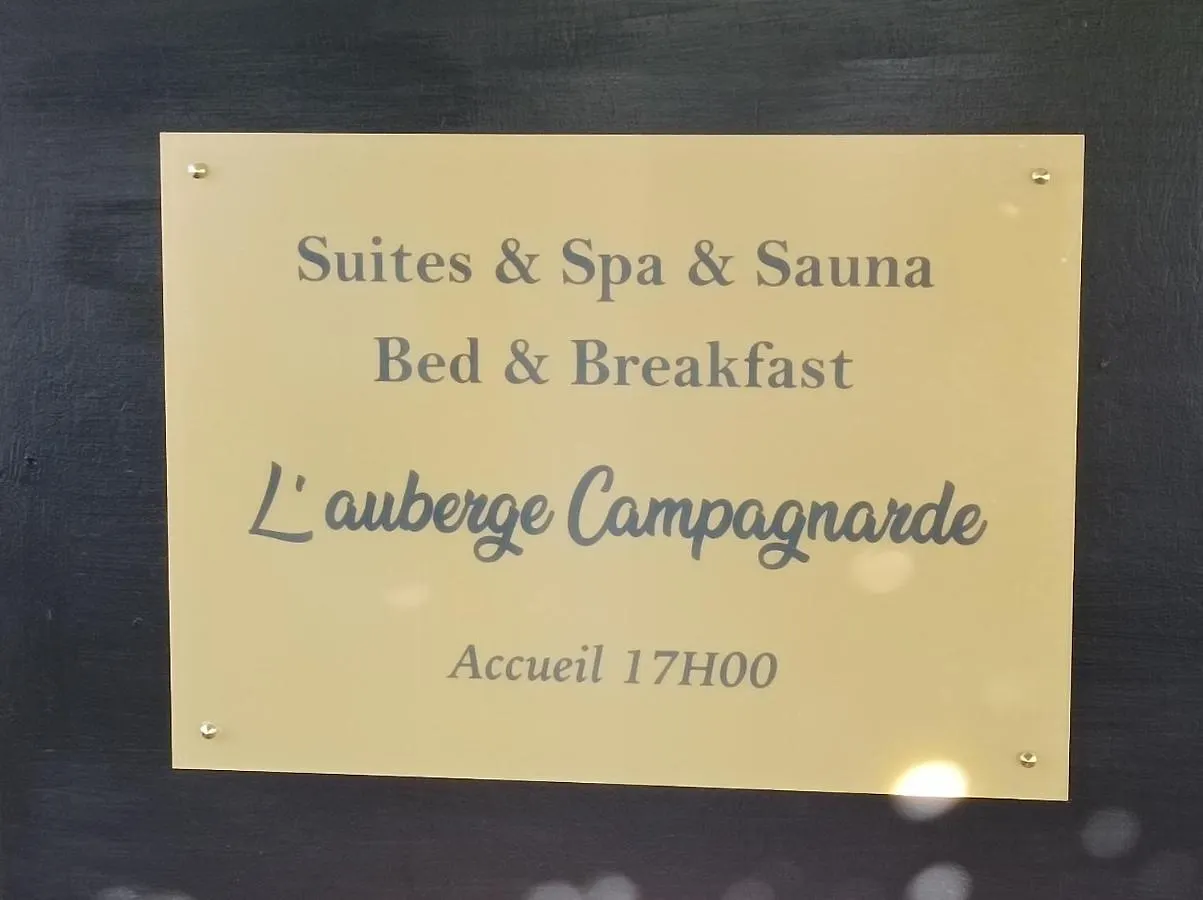 Suites & Spa & Sauna
Bed & Breakfast
L' auberge Campagnarde
Accueil 17H00